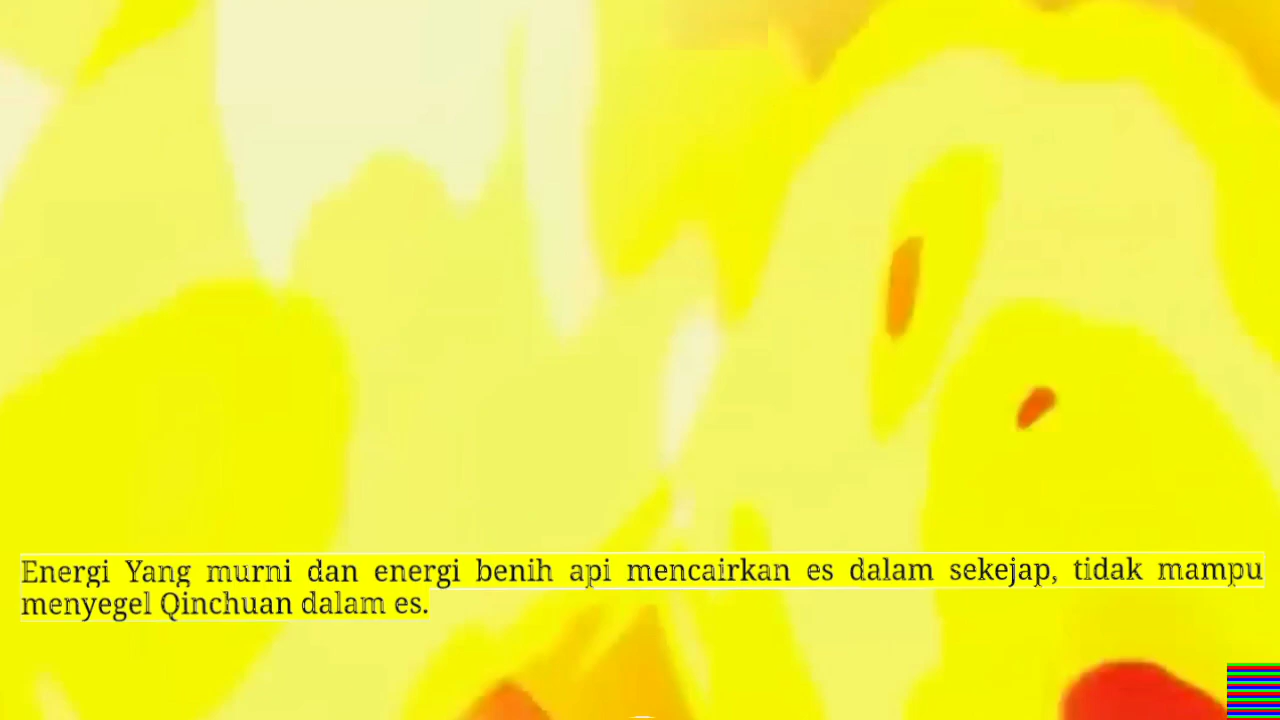 Energi Yang murni dan energi benih api mencairkan es dalam sekejap, tidak mampu
menyegel Qinchuan dalam es.